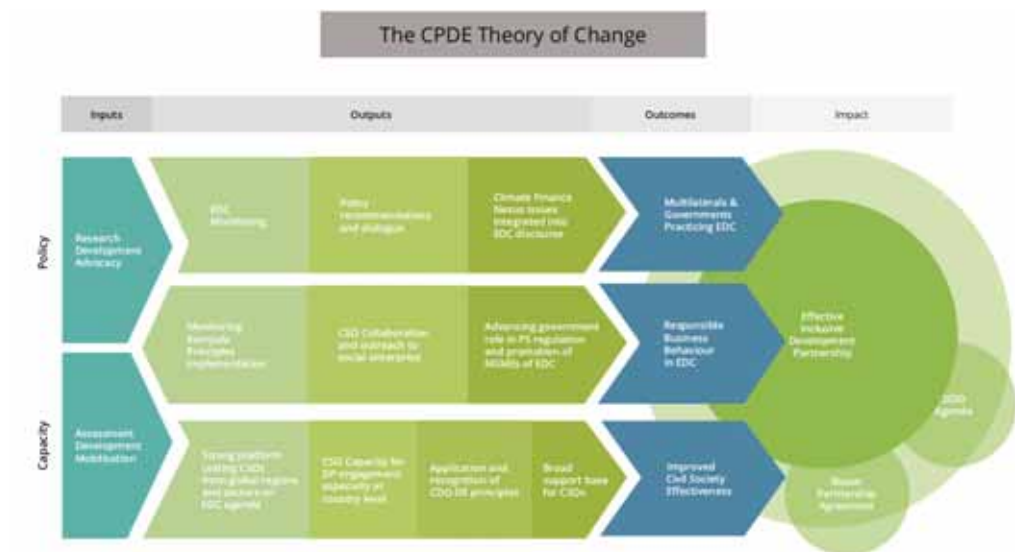 The CPDE Theory of Change
Inputs
Outputs
Outcomes
Impact
Policy
Research
Development
Advocacy
EDC
Monitoring
Policy
recommendations
and dialogue
Climate Finance
Nexus issues
Integrated into
EDC discourse
Multilaterals &
Governments
Practicing EDC
Monitoring
Kampala
Principles
Implementation
CSO Collaboration
and outreach to
social enterprise
Advancing government
role in PS regulation
and promotion of
MSMEs of EDC
Responsible
Business
Behaviour
in EDC
Effective
Inclusive
Development
Partnership
2030
Agenda
Capacity
Assessment
Development
Mobilisation
Strong platform
uniting CSOs
from global regions
and sectors on
EDC agenda
CSO Capacity for
DP engagement
especially at
country level
Application and
recognition of
CDO DE principles
Broad
support base
for CSOs
Improved
Civil Society
Effectiveness
Busan
Partnership
Agreement